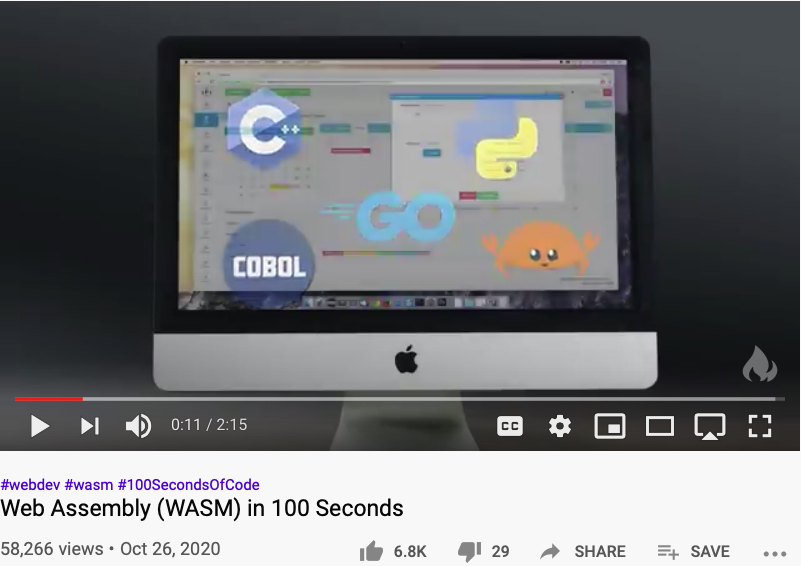 C++
GO
COBOL
0:11 / 2:15
CC
#webdev #wasm #100SecondsOfCode
Web Assembly (WASM) in 100 Seconds
58,266 views • Oct 26, 2020
6.8K
29
SHARE
SAVE